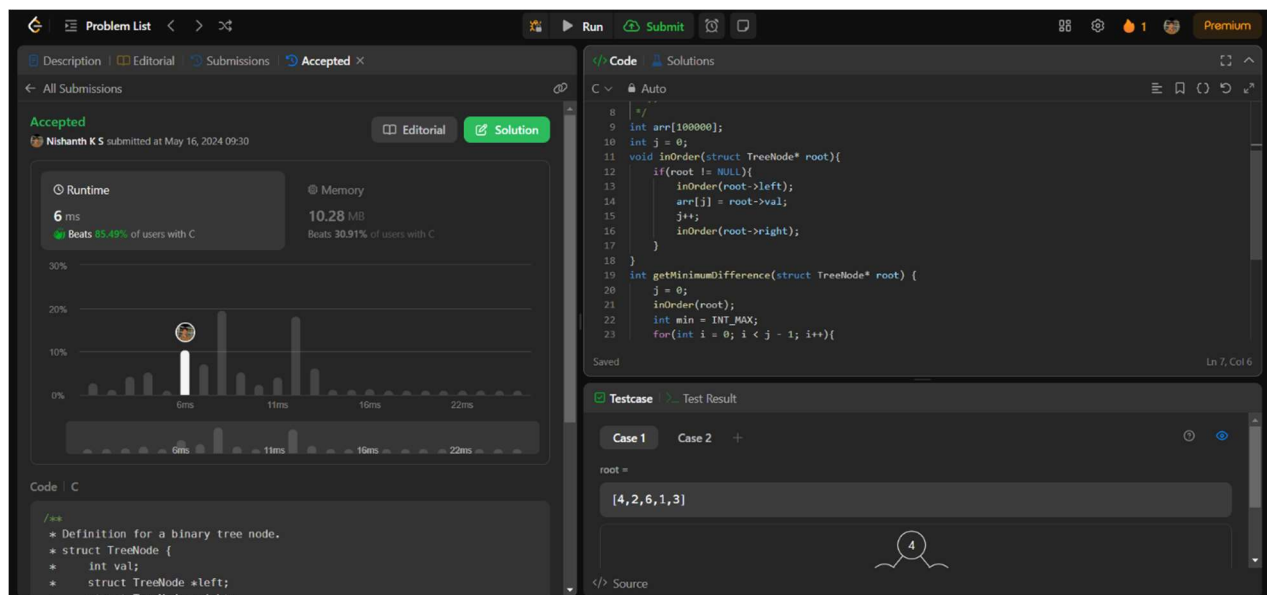 Problem List
Run
Submit
1
Premium
Description | Editorial | Submissions | Accepted
All Submissions
Accepted
Nishanth K S submitted at May 16, 2024 09:30
Editorial
Solution
Runtime
6 ms
Beats 85.49% of users with C
Memory
10.28 MB
Beats 30.91% of users with C
30%
20%
10%
0%
6ms 11ms 16ms 22ms
6ms 11ms 16ms 22ms
Code | C
/**
* Definition for a binary tree node.
* struct TreeNode {
*     int val;
*     struct TreeNode *left;
</> Code | Solutions
C Auto
8 */
9 int arr[100000];
10 int j = 0;
11 void inOrder(struct TreeNode* root){
12     if(root != NULL){
13         inOrder(root->left);
14         arr[j] = root->val;
15         j++;
16         inOrder(root->right);
17     }
18 }
19 int getMinimumDifference(struct TreeNode* root) {
20     j = 0;
21     inOrder(root);
22     int min = INT_MAX;
23     for(int i = 0; i < j - 1; i++){
Saved
Ln 7, Col 6
Testcase | >_ Test Result
Case 1 Case 2 +
root =
[4,2,6,1,3]
4
</> Source